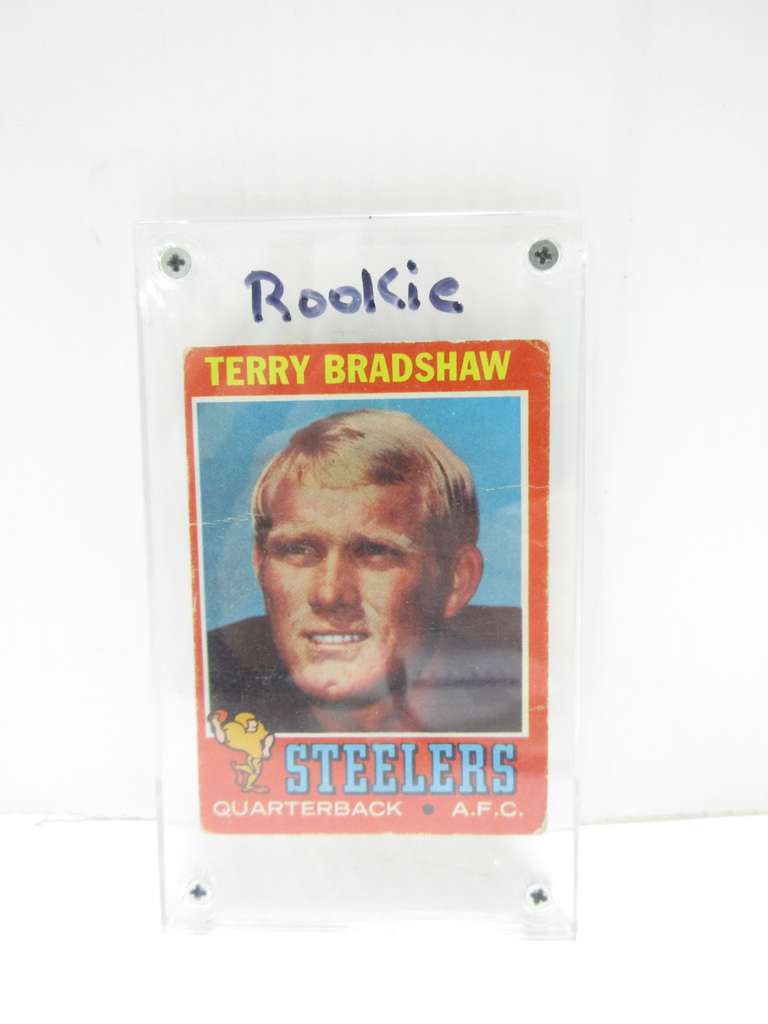 Rookie
TERRY BRADSHAW
STEELERS
QUARTERBACK • A.F.C.